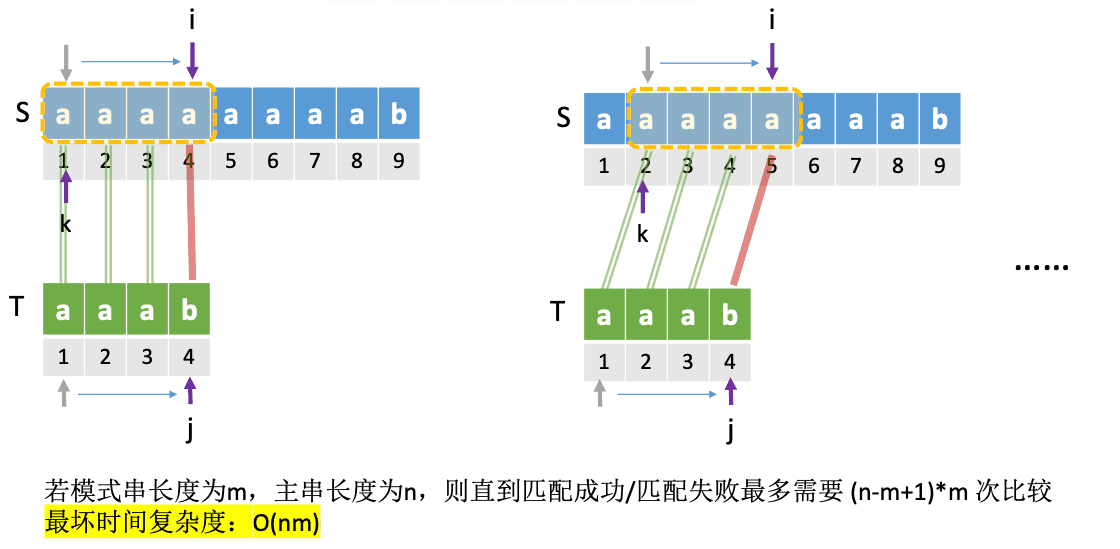 i
S a a a a a a a a b
1 2 3 4 5 6 7 8 9
k
T a a a b
1 2 3 4
j
i
S a a a a a a a a b
1 2 3 4 5 6 7 8 9
k
T a a a b
1 2 3 4
j
……
若模式串长度为m，主串长度为n，则直到匹配成功/匹配失败最多需要 (n-m+1)*m 次比较
最坏时间复杂度：O(nm)